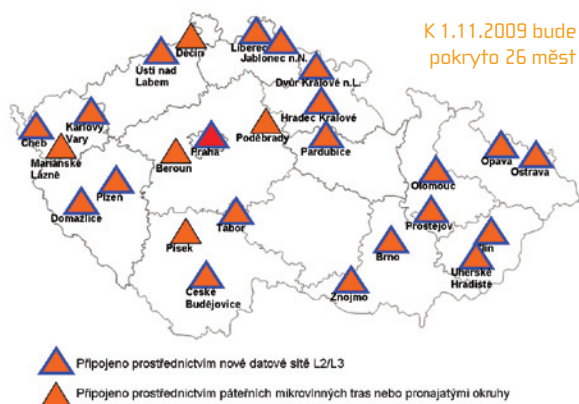 K 1.11.2009 bude
pokryto 26 měst
Děčín
Liberec
Jablonec n.N.
Ústí nad
Labem
Dvůr Králové n.L.
Hradec Králové
Karlovy
Vary
Cheb
Mariánské
Lázně
Praha
Poděbrady
Pardubice
Beroun
Plzeň
Domažlice
Opava
Ostrava
Olomouc
Prostějov
Tábor
Písek
Zlín
Brno
Uherské
Hradiste
České
Budějovice
Znojmo
Připojeno prostřednictvím nové datové sítě L2/L3
Připojeno prostřednictvím páteřních mikrovlnných tras nebo pronajatými okruhy